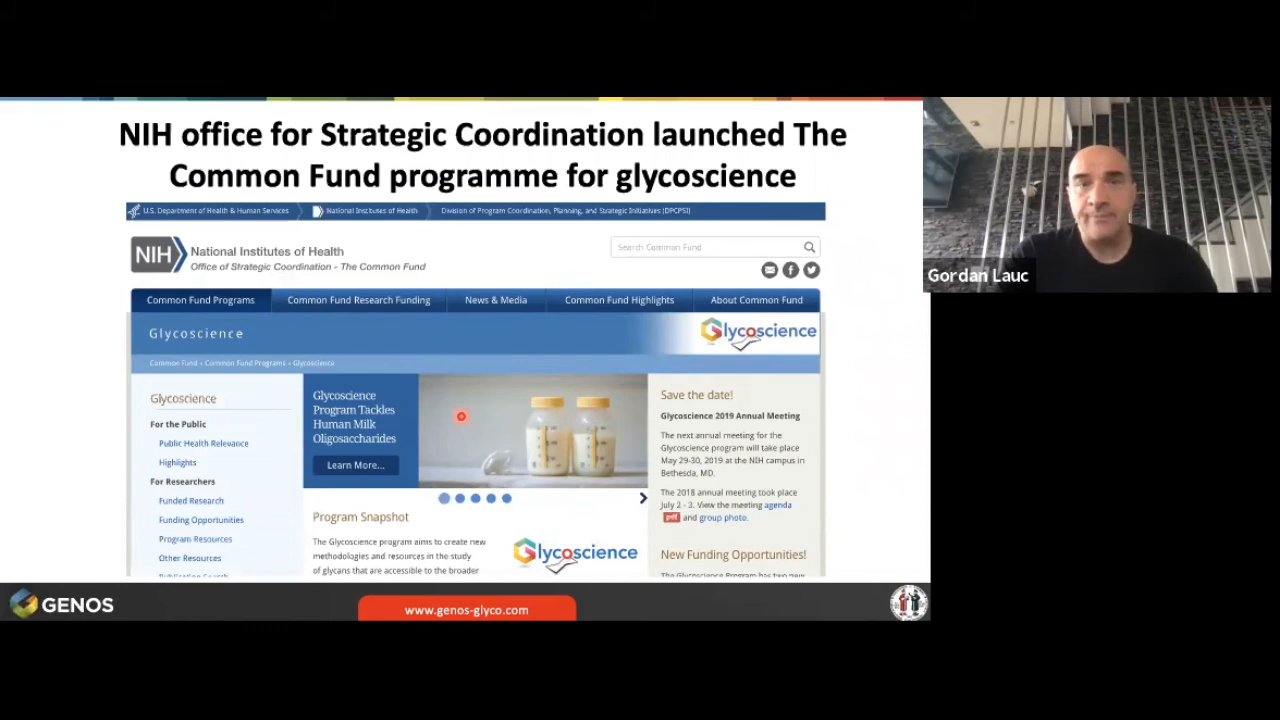 NIH office for Strategic Coordination launched The
Common Fund programme for glycoscience
U.S. Department of Health & Human Services
National Institutes of Health
Division of Program Coordination, Planning, and Strategic Initiatives (DPCPSI)
NIH
National Institutes of Health
Office of Strategic Coordination - The Common Fund
Search Common Fund
Common Fund Programs
Common Fund Research Funding
News & Media
Common Fund Highlights
About Common Fund
Glycoscience
Glycoscience
Common Fund » Common Fund Programs » Glycoscience
Glycoscience
For the Public
Public Health Relevance
Highlights
For Researchers
Funded Research
Funding Opportunities
Program Resources
Other Resources
Publication Search
Glycoscience
Program Tackles
Human Milk
Oligosaccharides
Learn More...
Program Snapshot
The Glycoscience program aims to create new
methodologies and resources in the study
of glycans that are accessible to the broader
Glycoscience
Save the date!
Glycoscience 2019 Annual Meeting
The next annual meeting for the
Glycoscience program will take place
May 29-30, 2019 at the NIH campus in
Bethesda, MD.
The 2018 annual meeting took place
July 2 - 3. View the meeting agenda
pdf and group photo.
New Funding Opportunities!
The Glycoscience Program has two new
GENOS
www.genos-glyco.com
Gordan Lauc